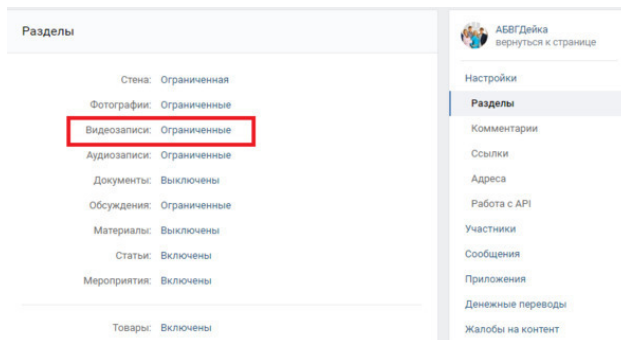 Разделы
Стена: Ограниченная
Фотографии: Ограниченные
Видеозаписи: Ограниченные
Аудиозаписи: Ограниченные
Документы: Выключены
Обсуждения: Ограниченные
Материалы: Выключены
Статьи: Включены
Мероприятия: Включены
Товары: Включены
АБВГДейка
вернуться к странице
Настройки
Разделы
Комментарии
Ссылки
Адреса
Работа с API
Участники
Сообщения
Приложения
Денежные переводы
Жалобы на контент